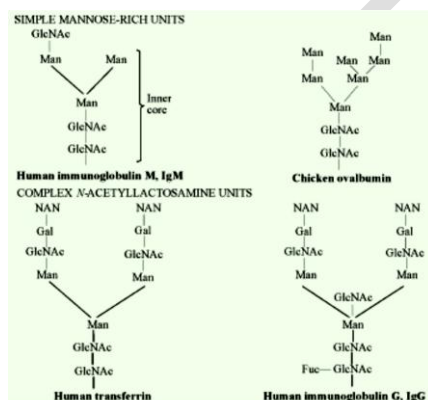 SIMPLE MANNOSE-RICH UNITS
GlcNAc
Man Man
Man
GlcNAc
GlcNAc
Inner
core
Human immunoglobulin M, IgM
Man
Man Man Man
Man Man
Man
GlcNAc
GlcNAc
Chicken ovalbumin
COMPLEX N-ACETYLLACTOSAMINE UNITS
NAN NAN
Gal Gal
GlcNAc GlcNAc
Man Man
Man
GlcNAc
GlcNAc
Human transferrin
NAN NAN
Gal Gal
GlcNAc GlcNAc
Man Man
GlcNAc
Man
GlcNAc
Fuc— GlcNAc
Human immunoglobulin G, IgG